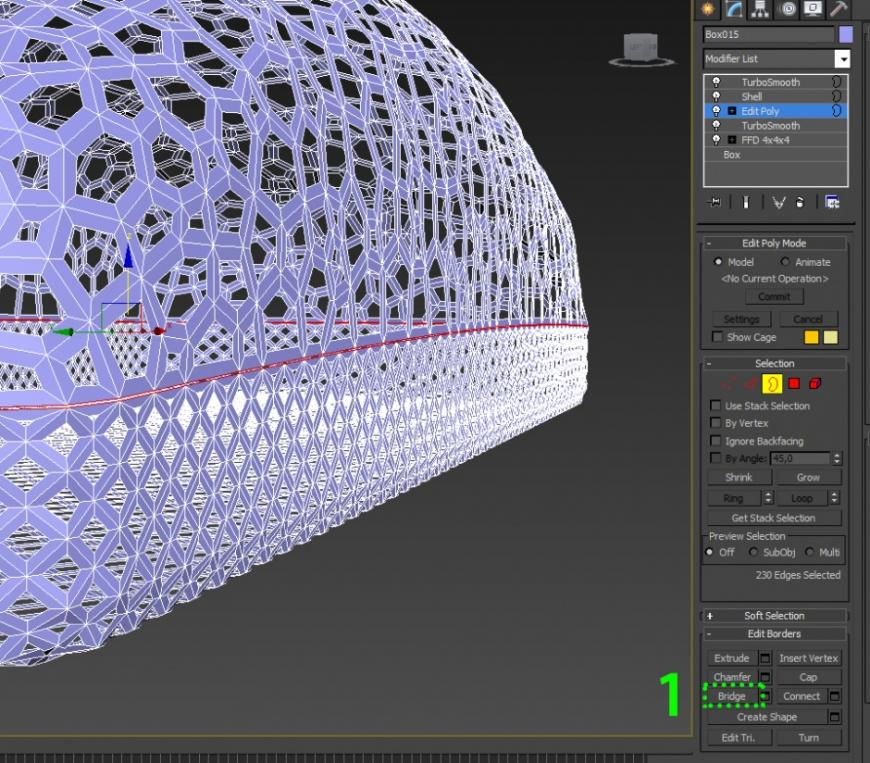 Box015
Modifier List
TurboSmooth
Shell
+ Edit Poly
TurboSmooth
+ FFD 4x4x4
Box
- Edit Poly Mode
Model Animate
<No Current Operation>
Commit
Settings Cancel
Show Cage
- Selection
Use Stack Selection
By Vertex
Ignore Backfacing
By Angle: 45,0
Shrink Grow
Ring Loop
Get Stack Selection
Preview Selection
Off SubObj Multi
230 Edges Selected
+ Soft Selection
- Edit Borders
Extrude Insert Vertex
Chamfer Cap
Bridge Connect
Create Shape
Edit Tri. Turn
1